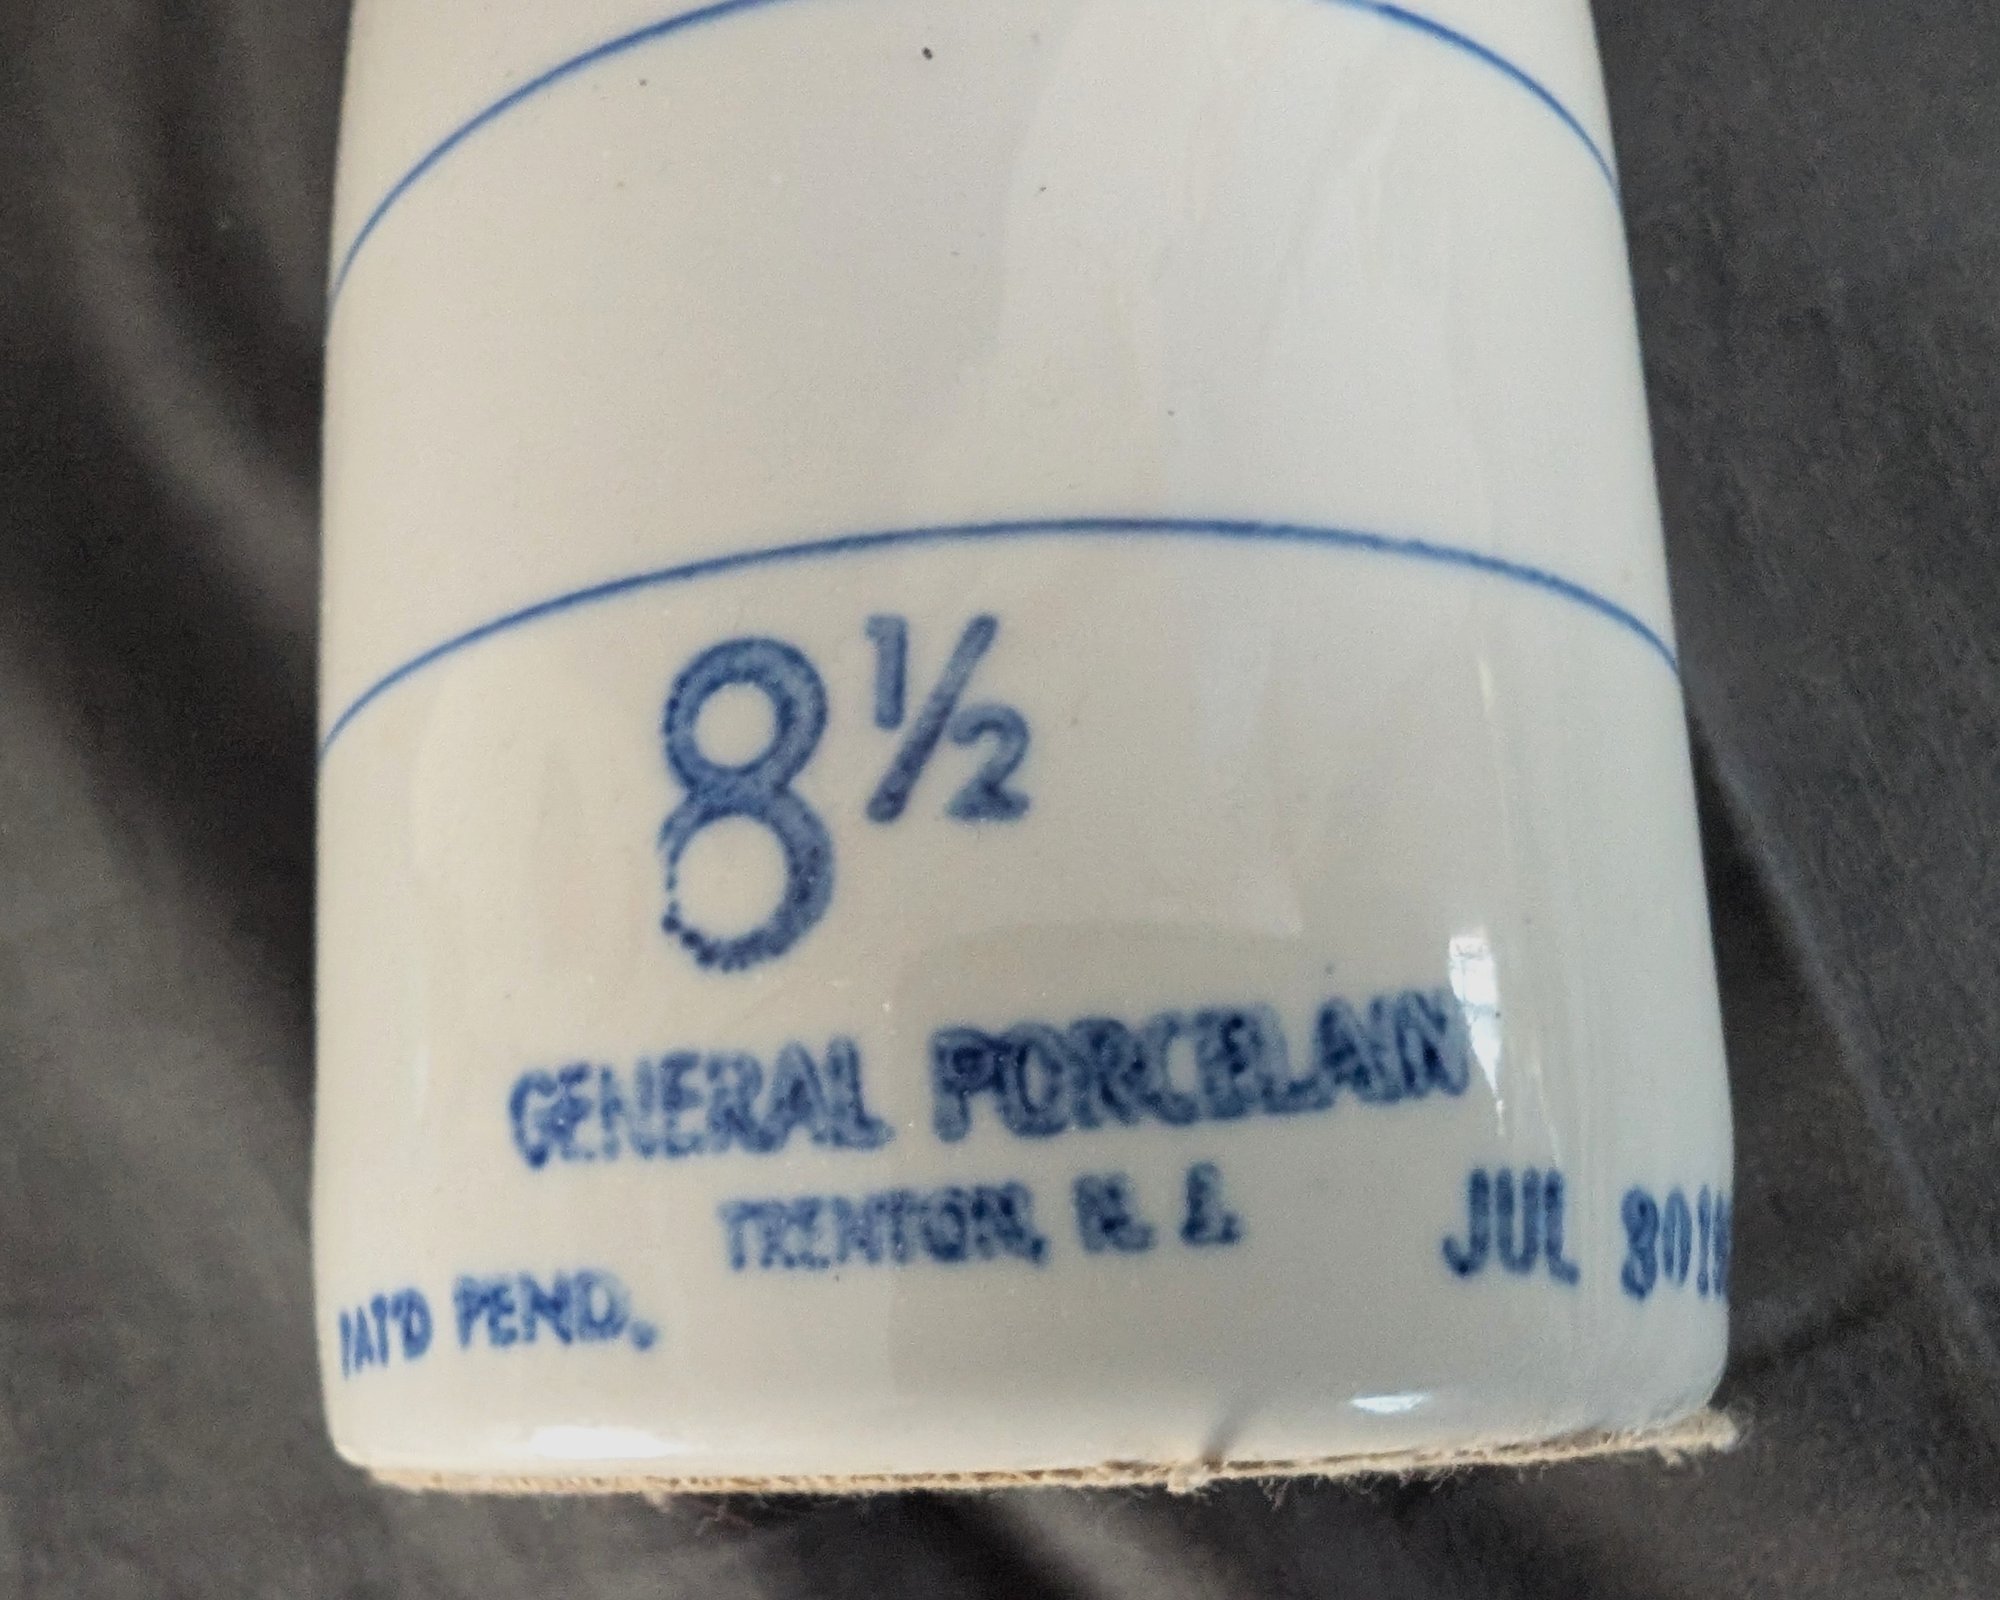 8½
GENERAL PORCELAIN
TRENTON, N. J.
JUL
PAT'D PEND.